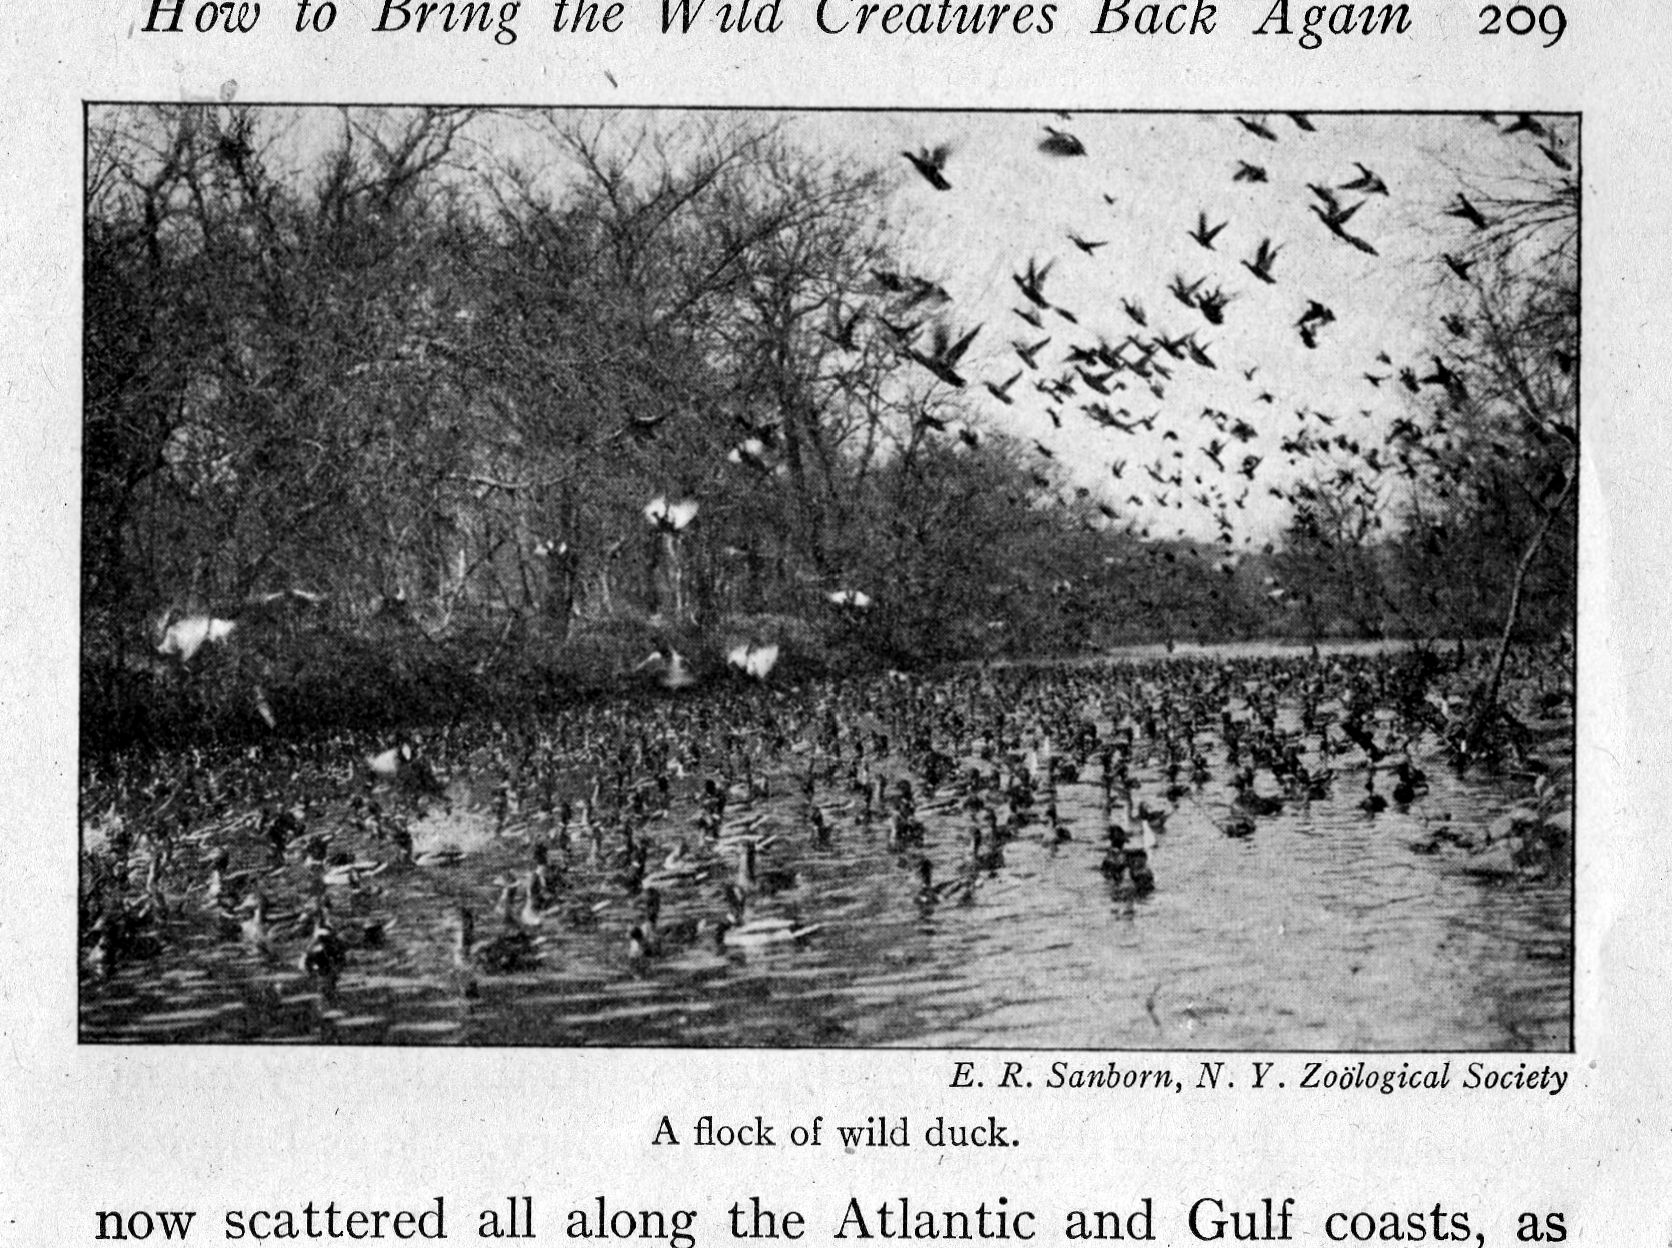 How to Bring the Wild Creatures Back Again 209
E. R. Sanborn, N. Y. Zoölogical Society
A flock of wild duck.
now scattered all along the Atlantic and Gulf coasts, as